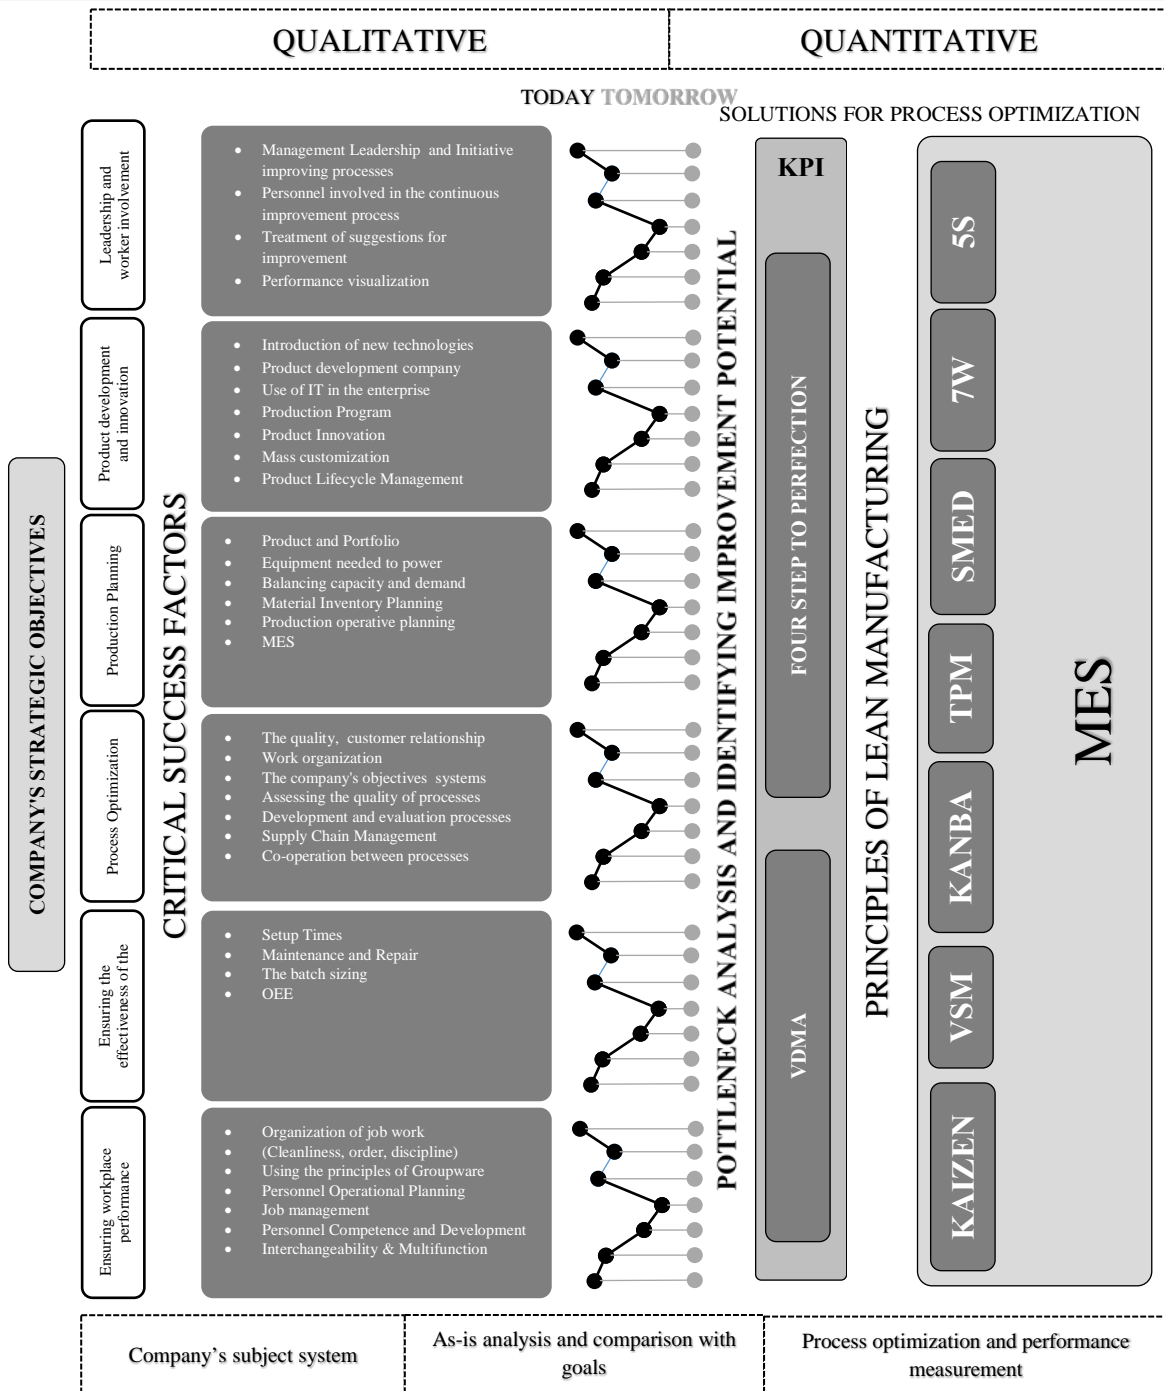 QUALITATIVE
QUANTITATIVE
TODAY TOMORROW
SOLUTIONS FOR PROCESS OPTIMIZATION
COMPANY'S STRATEGIC OBJECTIVES
Leadership and
worker involvement
Product development
and innovation
Production Planning
Process Optimization
Ensuring the
effectiveness of the
Ensuring workplace
performance
CRITICAL SUCCESS FACTORS
• Management Leadership and Initiative
improving processes
• Personnel involved in the continuous
improvement process
• Treatment of suggestions for
improvement
• Performance visualization
• Introduction of new technologies
• Product development company
• Use of IT in the enterprise
• Production Program
• Product Innovation
• Mass customization
• Product Lifecycle Management
• Product and Portfolio
• Equipment needed to power
• Balancing capacity and demand
• Material Inventory Planning
• Production operative planning
• MES
• The quality, customer relationship
• Work organization
• The company's objectives systems
• Assessing the quality of processes
• Development and evaluation processes
• Supply Chain Management
• Co-operation between processes
• Setup Times
• Maintenance and Repair
• The batch sizing
• OEE
• Organization of job work
• (Cleanliness, order, discipline)
• Using the principles of Groupware
• Personnel Operational Planning
• Job management
• Personnel Competence and Development
• Interchangeability & Multifunction
POTTLENECK ANALYSIS AND IDENTIFYING IMPROVEMENT POTENTIAL
KPI
FOUR STEP TO PERFECTION
VDMA
PRINCIPLES OF LEAN MANUFACTURING
5S
7W
SMED
TPM
KANBA
VSM
KAIZEN
MES
Company's subject system
As-is analysis and comparison with
goals
Process optimization and performance
measurement